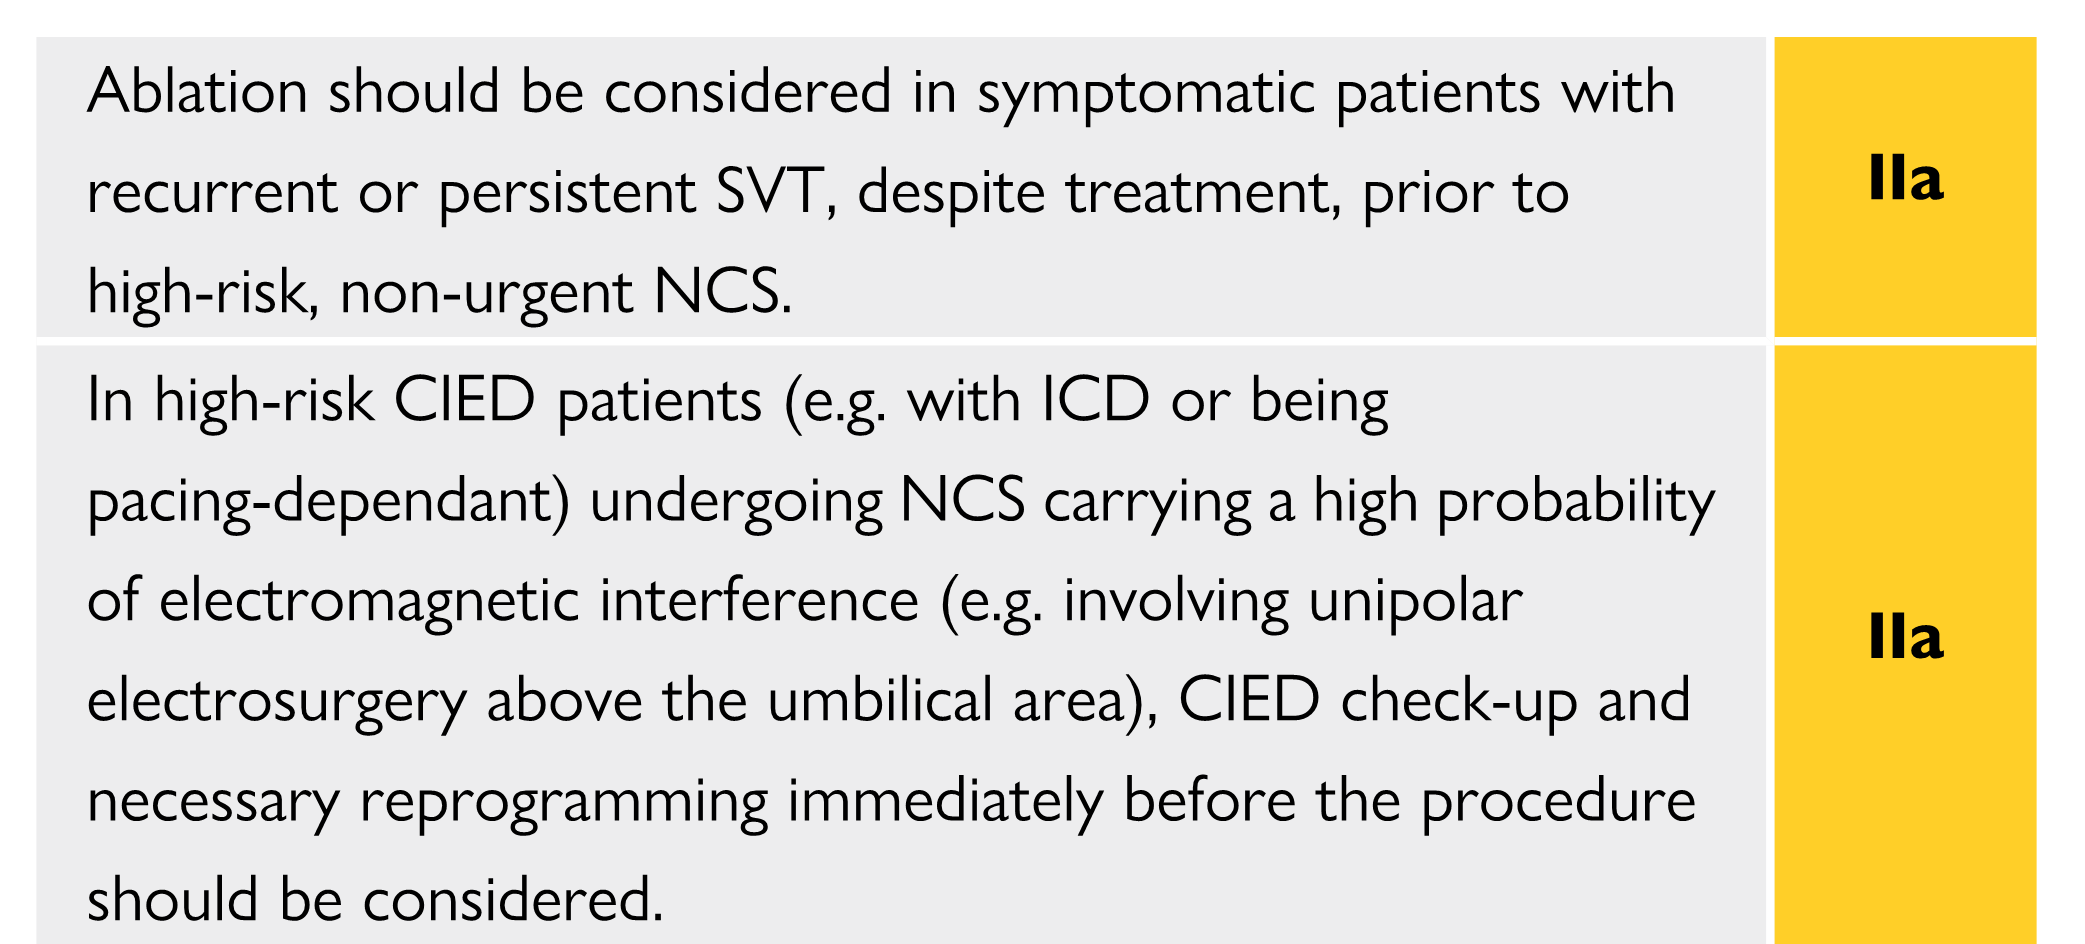 Ablation should be considered in symptomatic patients with
recurrent or persistent SVT, despite treatment, prior to
high-risk, non-urgent NCS.
IIa
In high-risk CIED patients (e.g. with ICD or being
pacing-dependant) undergoing NCS carrying a high probability
of electromagnetic interference (e.g. involving unipolar
electrosurgery above the umbilical area), CIED check-up and
necessary reprogramming immediately before the procedure
should be considered.
IIa